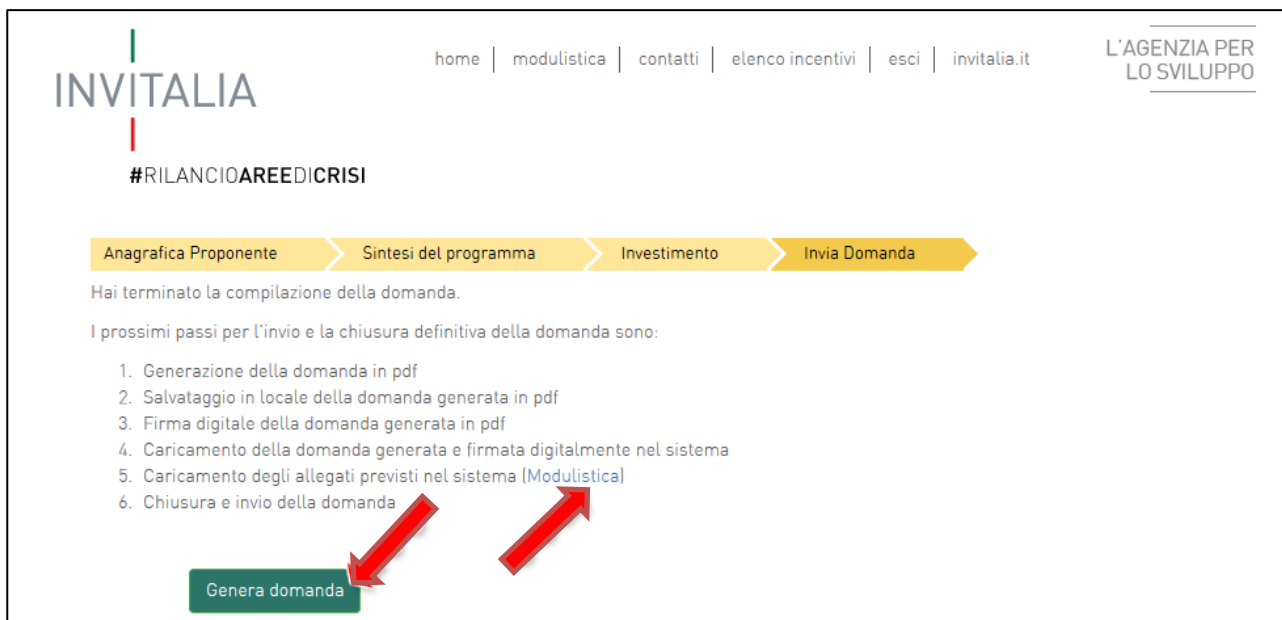 INVITALIA
home | modulistica | contatti | elenco incentivi | esci | invitalia.it
L'AGENZIA PER
LO SVILUPPO
#RILANCIOAREEDICRISI
Anagrafica Proponente
Sintesi del programma
Investimento
Invia Domanda
Hai terminato la compilazione della domanda.
I prossimi passi per l'invio e la chiusura definitiva della domanda sono:
1. Generazione della domanda in pdf
2. Salvataggio in locale della domanda generata in pdf
3. Firma digitale della domanda generata in pdf
4. Caricamento della domanda generata e firmata digitalmente nel sistema
5. Caricamento degli allegati previsti nel sistema (Modulistica)
6. Chiusura e invio della domanda
Genera domanda